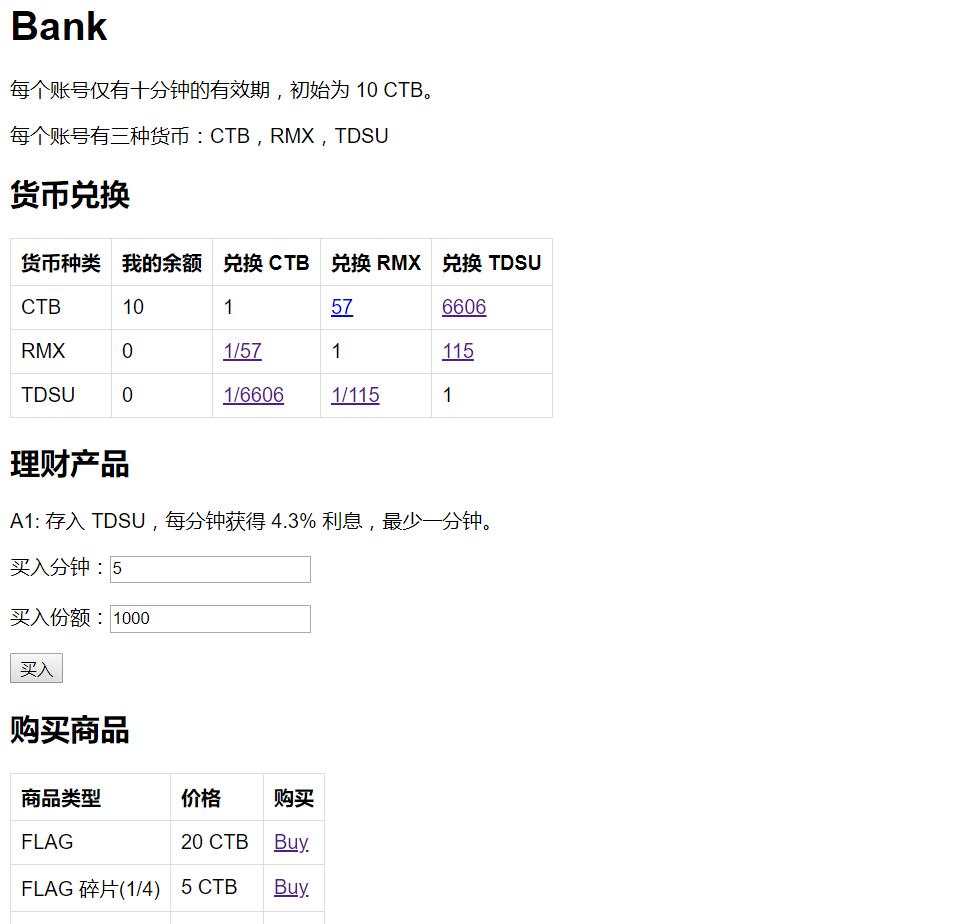 Bank
每个账号仅有十分钟的有效期，初始为 10 CTB。
每个账号有三种货币：CTB，RMX，TDSU
货币兑换
货币种类 我的余额 兑换 CTB 兑换 RMX 兑换 TDSU
CTB 10 1 57 6606
RMX 0 1/57 1 115
TDSU 0 1/6606 1/115 1
理财产品
A1: 存入 TDSU，每分钟获得 4.3% 利息，最少一分钟。
买入分钟：5
买入份额：1000
买入
购买商品
商品类型 价格 购买
FLAG 20 CTB Buy
FLAG 碎片(1/4) 5 CTB Buy